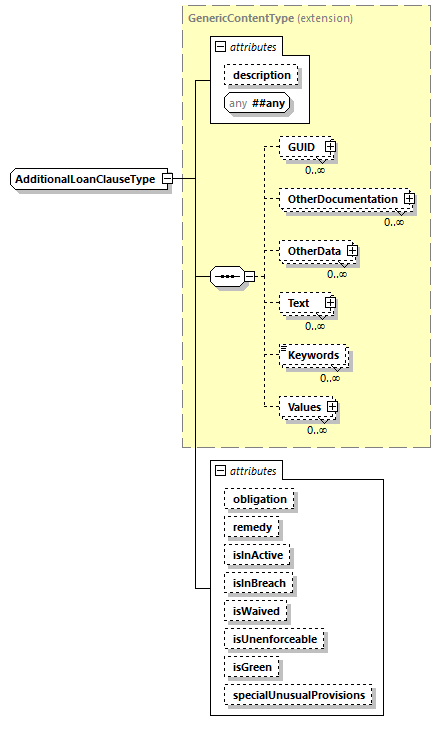 GenericContentType (extension)
attributes
description
any ##any
AdditionalLoanClauseType
GUID
0..∞
OtherDocumentation
0..∞
OtherData
0..∞
Text
0..∞
Keywords
0..∞
Values
0..∞
attributes
obligation
remedy
isInActive
isInBreach
isWaived
isUnenforceable
isGreen
specialUnusualProvisions